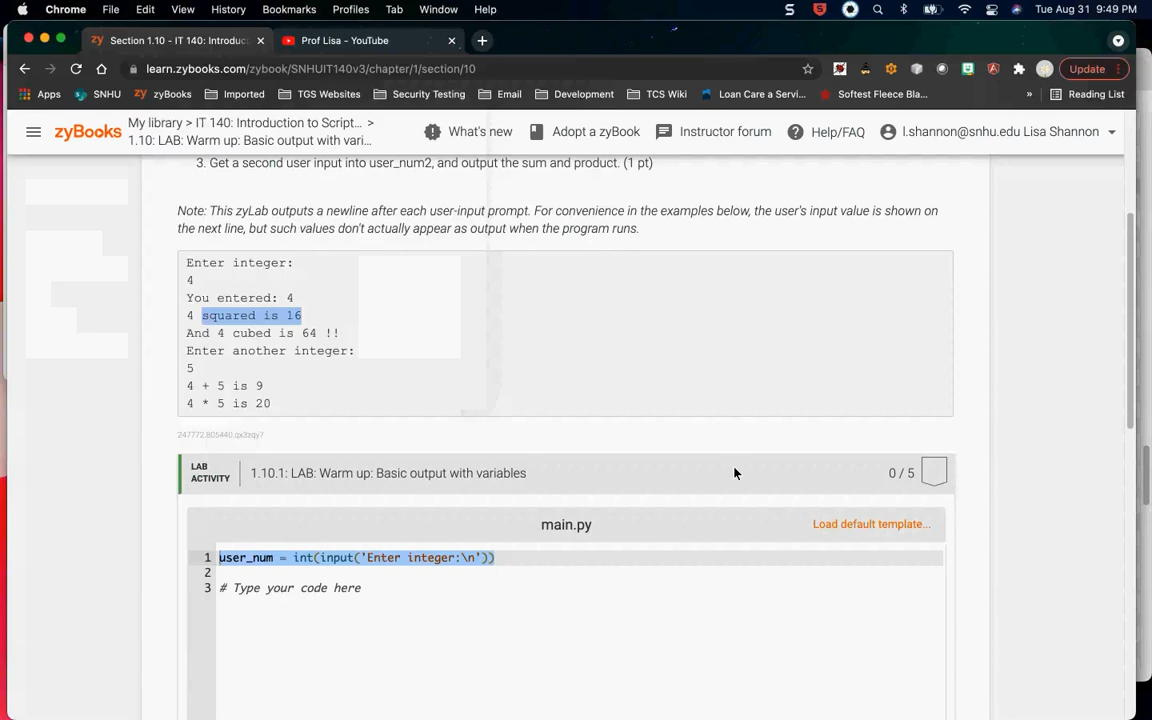 Chrome File Edit View History Bookmarks Profiles Tab Window Help Tue Aug 31 9:49 PM
Section 1.10 - IT 140: Introduc Prof Lisa - YouTube
learn.zybooks.com/zybook/SNHUIT140v3/chapter/1/section/10 Update
Apps SNHU zyBooks Imported TGS Websites Security Testing Email Development TCS Wiki Loan Care a Servi... Softest Fleece Bla... » Reading List
My library > IT 140: Introduction to Script... >
zyBooks What's new Adopt a zyBook Instructor forum Help/FAQ l.shannon@snhu.edu Lisa Shannon
1.10: LAB: Warm up: Basic output with vari...
3. Get a second user input into user_num2, and output the sum and product. (1 pt)
Note: This zyLab outputs a newline after each user-input prompt. For convenience in the examples below, the user's input value is shown on
the next line, but such values don't actually appear as output when the program runs.
Enter integer:
4
You entered: 4
4 squared is 16
And 4 cubed is 64 !!
Enter another integer:
5
4 + 5 is 9
4 * 5 is 20
247772.805440.qx3zqy7
LAB
ACTIVITY
1.10.1: LAB: Warm up: Basic output with variables 0 / 5
main.py Load default template...
1 user_num = int(input('Enter integer:\n'))
2
3 # Type your code here